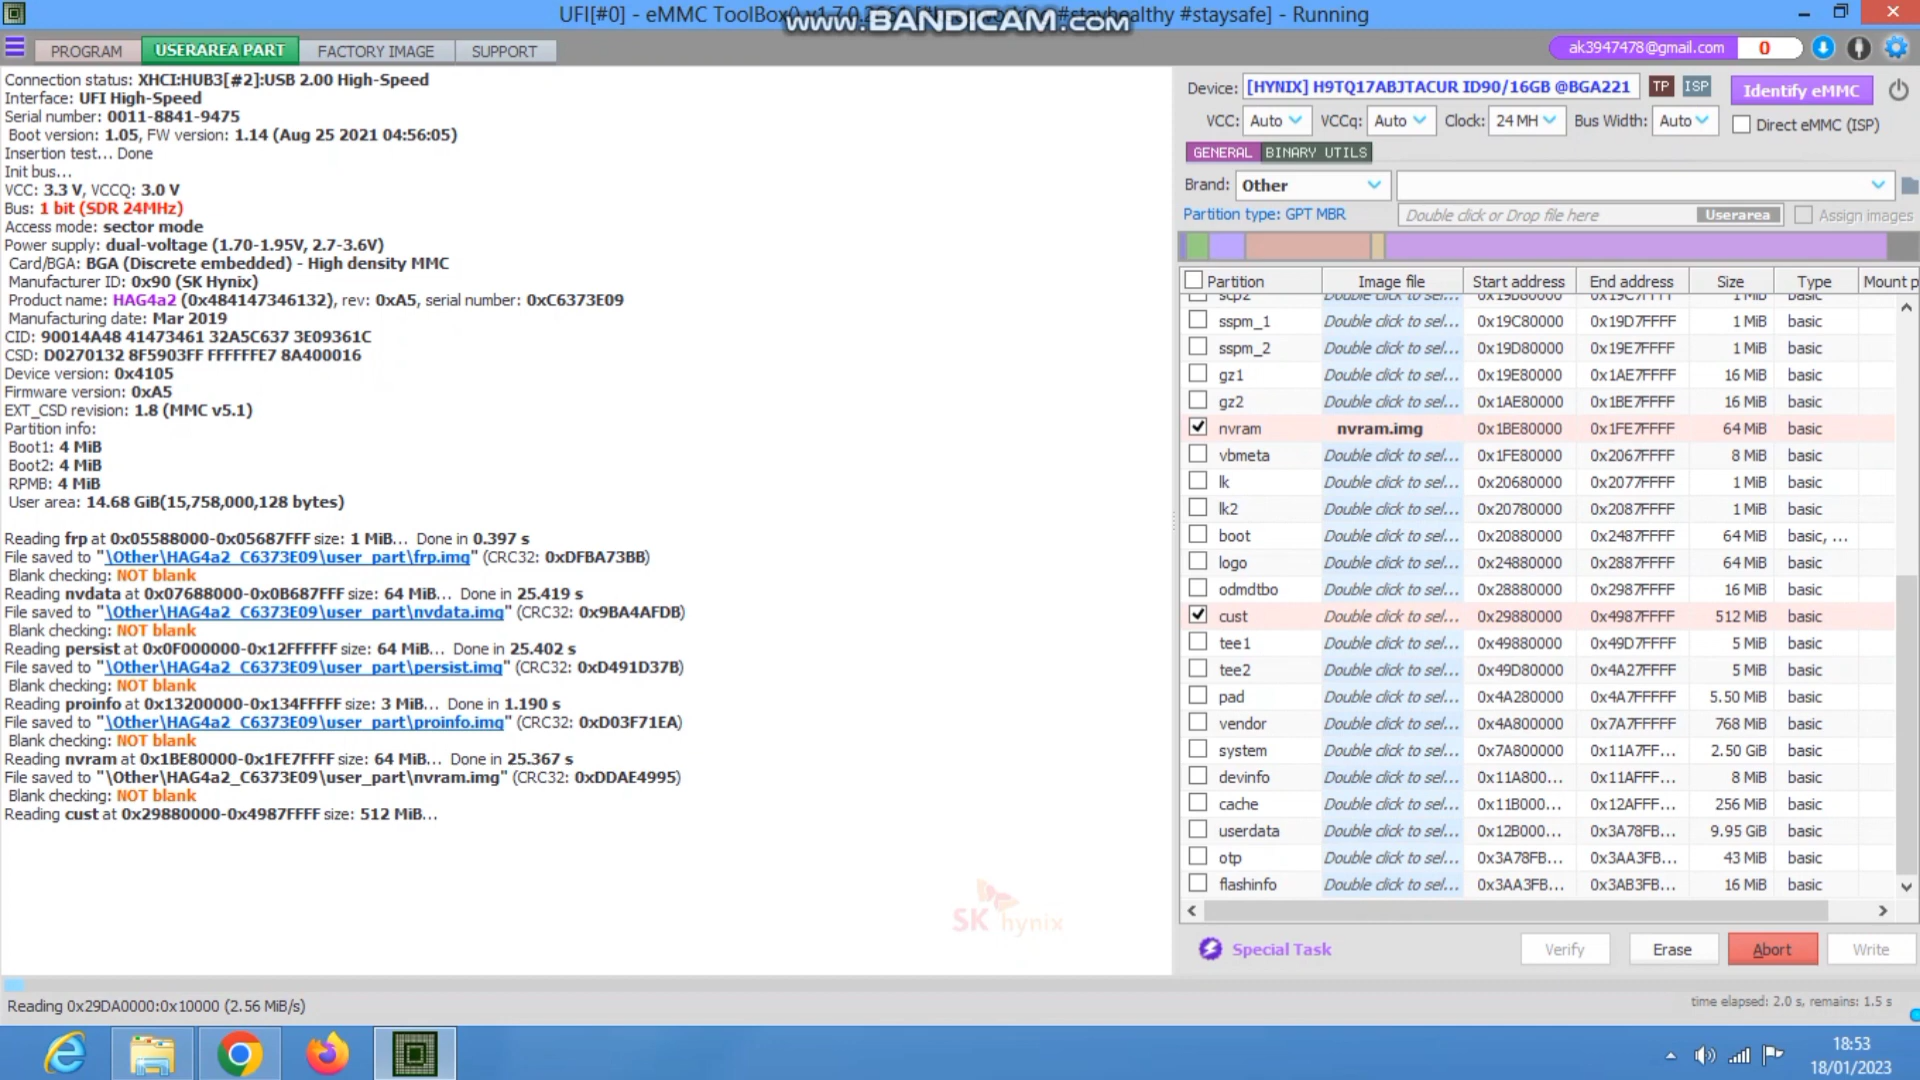 UFI[#0] - eMMC ToolBox
www.BANDICAM.com
#stayhealthy #staysafe] - Running
PROGRAM
USERAREA PART
FACTORY IMAGE
SUPPORT
ak3947478@gmail.com
0
Connection status: XHCI:HUB3[#2]:USB 2.00 High-Speed
Interface: UFI High-Speed
Serial number: 0011-8841-9475
Boot version: 1.05, FW version: 1.14 (Aug 25 2021 04:56:05)
Insertion test... Done
Init bus...
VCC: 3.3 V, VCCQ: 3.0 V
Bus: 1 bit (SDR 24MHz)
Access mode: sector mode
Power supply: dual-voltage (1.70-1.95V, 2.7-3.6V)
Card/BGA: BGA (Discrete embedded) - High density MMC
Manufacturer ID: 0x90 (SK Hynix)
Product name: HAG4a2 (0x484147346132), rev: 0xA5, serial number: 0xC6373E09
Manufacturing date: Mar 2019
CID: 90014A48 41473461 32A5C637 3E09361C
CSD: D0270132 8F5903FF FFFFFFE7 8A400016
Device version: 0x4105
Firmware version: 0xA5
EXT_CSD revision: 1.8 (MMC v5.1)
Partition info:
Boot1: 4 MiB
Boot2: 4 MiB
RPMB: 4 MiB
User area: 14.68 GiB(15,758,000,128 bytes)
Reading frp at 0x05588000-0x05687FFF size: 1 MiB... Done in 0.397 s
File saved to "\Other\HAG4a2_C6373E09\user_part\frp.img" (CRC32: 0xDFBA73BB)
Blank checking: NOT blank
Reading nvdata at 0x07688000-0x0B687FFF size: 64 MiB... Done in 25.419 s
File saved to "\Other\HAG4a2_C6373E09\user_part\nvdata.img" (CRC32: 0x9BA4AFDB)
Blank checking: NOT blank
Reading persist at 0x0F000000-0x12FFFFFF size: 64 MiB... Done in 25.402 s
File saved to "\Other\HAG4a2_C6373E09\user_part\persist.img" (CRC32: 0xD491D37B)
Blank checking: NOT blank
Reading proinfo at 0x13200000-0x134FFFFF size: 3 MiB... Done in 1.190 s
File saved to "\Other\HAG4a2_C6373E09\user_part\proinfo.img" (CRC32: 0xD03F71EA)
Blank checking: NOT blank
Reading nvram at 0x1BE80000-0x1FE7FFFF size: 64 MiB... Done in 25.367 s
File saved to "\Other\HAG4a2_C6373E09\user_part\nvram.img" (CRC32: 0xDDAE4995)
Blank checking: NOT blank
Reading cust at 0x29880000-0x4987FFFF size: 512 MiB...
SK hynix
Device: [HYNIX] H9TQ17ABJTACUR ID90/16GB @BGA221 TP ISP Identify eMMC
VCC: Auto VCCq: Auto Clock: 24 MH Bus Width: Auto Direct eMMC (ISP)
GENERAL BINARY UTILS
Brand: Other
Partition type: GPT MBR Double click or Drop file here Userarea Assign images
Partition Image file Start address End address Size Type Mount p
scp2 Double click to sel... 0x19B80000 0x19C7FFFF 1 MiB basic
sspm_1 Double click to sel... 0x19C80000 0x19D7FFFF 1 MiB basic
sspm_2 Double click to sel... 0x19D80000 0x19E7FFFF 1 MiB basic
gz1 Double click to sel... 0x19E80000 0x1AE7FFFF 16 MiB basic
gz2 Double click to sel... 0x1AE80000 0x1BE7FFFF 16 MiB basic
nvram nvram.img 0x1BE80000 0x1FE7FFFF 64 MiB basic
vbmeta Double click to sel... 0x1FE80000 0x2067FFFF 8 MiB basic
lk Double click to sel... 0x20680000 0x2077FFFF 1 MiB basic
lk2 Double click to sel... 0x20780000 0x2087FFFF 1 MiB basic
boot Double click to sel... 0x20880000 0x2487FFFF 64 MiB basic, ...
logo Double click to sel... 0x24880000 0x2887FFFF 64 MiB basic
odmdtbo Double click to sel... 0x28880000 0x2987FFFF 16 MiB basic
cust Double click to sel... 0x29880000 0x4987FFFF 512 MiB basic
tee1 Double click to sel... 0x49880000 0x49D7FFFF 5 MiB basic
tee2 Double click to sel... 0x49D80000 0x4A27FFFF 5 MiB basic
pad Double click to sel... 0x4A280000 0x4A7FFFFF 5.50 MiB basic
vendor Double click to sel... 0x4A800000 0x7A7FFFFF 768 MiB basic
system Double click to sel... 0x7A800000 0x11A7FF... 2.50 GiB basic
devinfo Double click to sel... 0x11A800... 0x11AFFF... 8 MiB basic
cache Double click to sel... 0x11B000... 0x12AFFF... 256 MiB basic
userdata Double click to sel... 0x12B000... 0x3A78FB... 9.95 GiB basic
otp Double click to sel... 0x3A78FB... 0x3AA3FB... 43 MiB basic
flashinfo Double click to sel... 0x3AA3FB... 0x3AB3FB... 16 MiB basic
Special Task Verify Erase Abort Write
Reading 0x29DA0000:0x10000 (2.56 MiB/s)
time elapsed: 2.0 s, remains: 1.5 s
18:53
18/01/2023